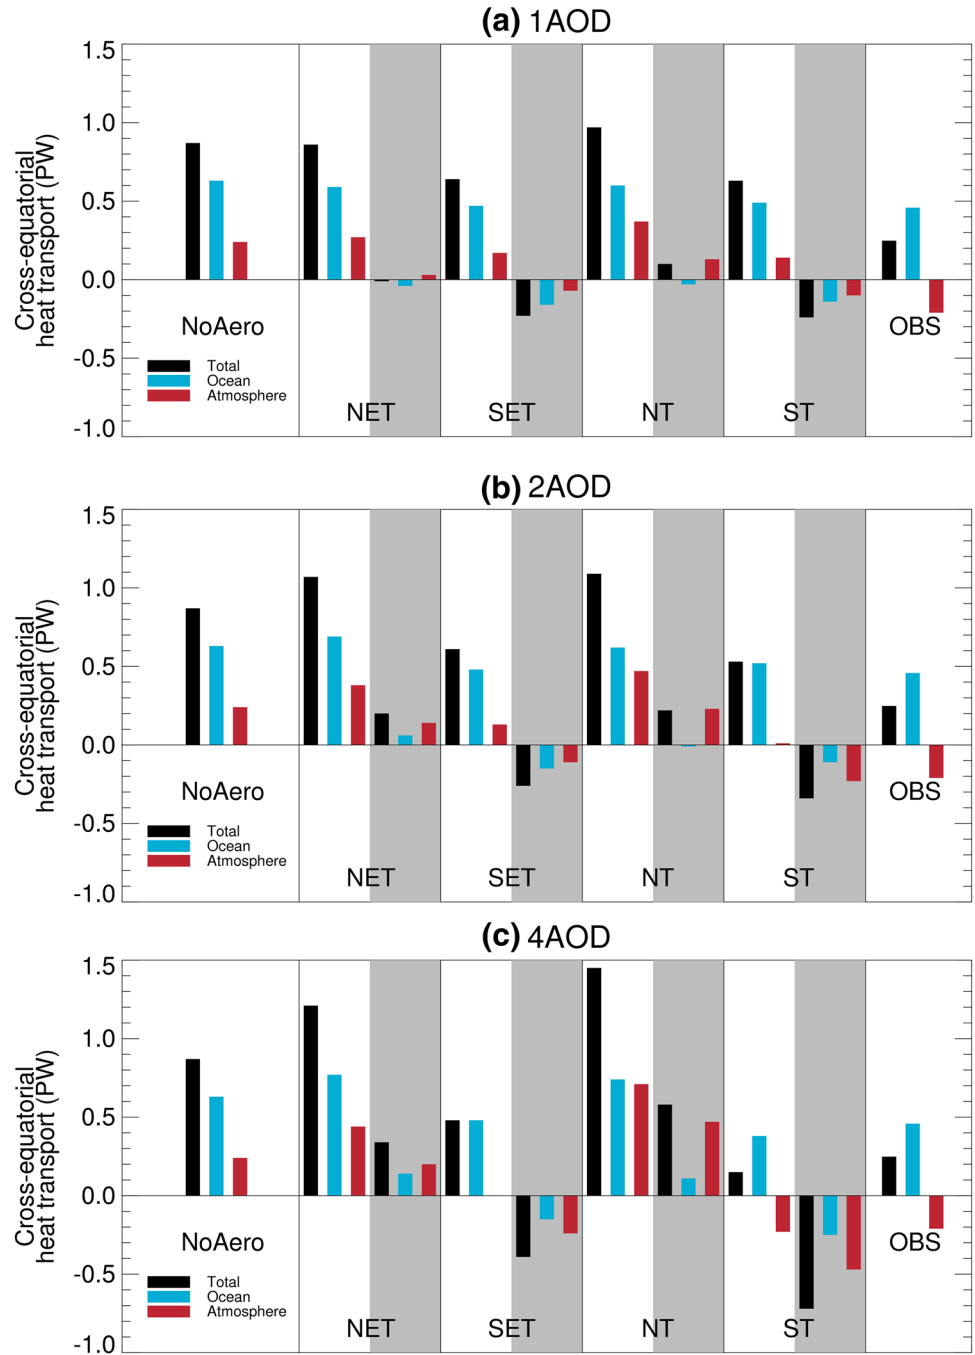 (a) 1AOD
1.5
1.0
0.5
0.0
-0.5
-1.0
Cross-equatorial
heat transport (PW)
NoAero
OBS
Total
Ocean
Atmosphere
NET
SET
NT
ST
(b) 2AOD
1.5
1.0
0.5
0.0
-0.5
-1.0
Cross-equatorial
heat transport (PW)
NoAero
OBS
Total
Ocean
Atmosphere
NET
SET
NT
ST
(c) 4AOD
1.5
1.0
0.5
0.0
-0.5
-1.0
Cross-equatorial
heat transport (PW)
NoAero
OBS
Total
Ocean
Atmosphere
NET
SET
NT
ST